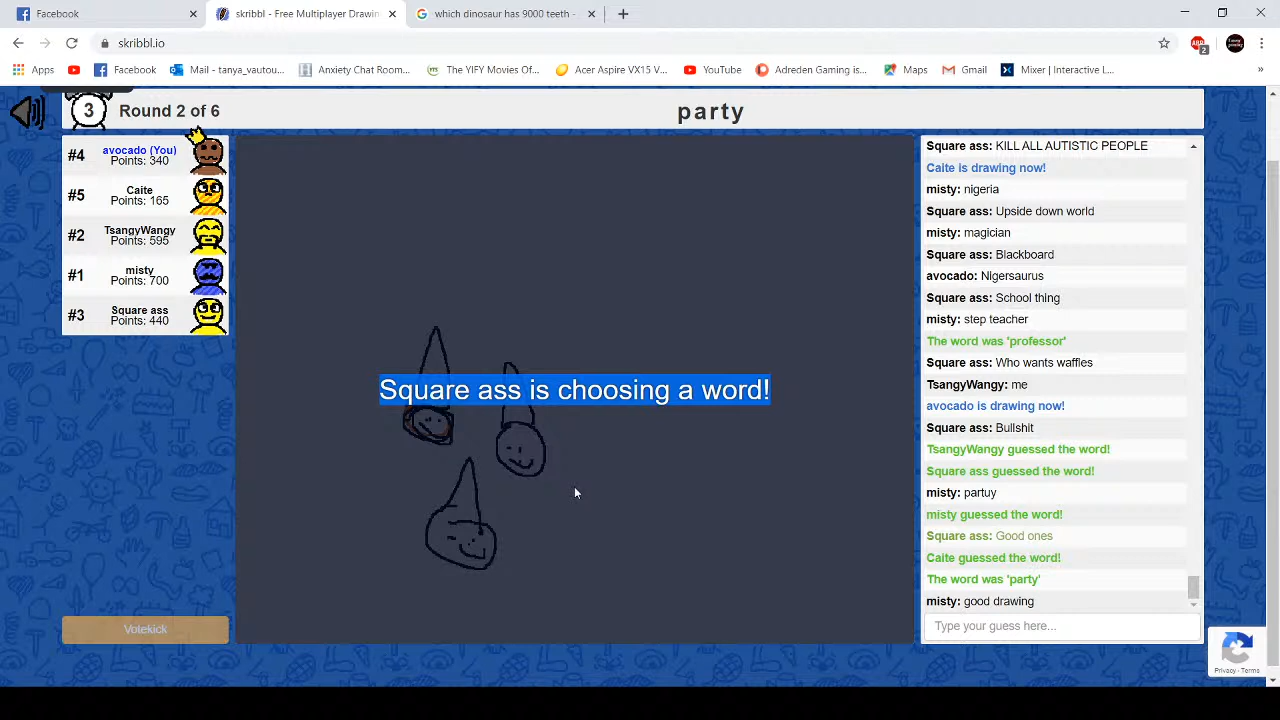 Facebook
skribbl - Free Multiplayer Drawin
which dinosaur has 9000 teeth -
skribbl.io
ABP
2
Apps
Facebook
Mail - tanya_vautou...
Anxiety Chat Room...
The YIFY Movies Of...
Acer Aspire VX15 V...
YouTube
Adredon Gaming is...
Maps
Gmail
Mixer | Interactive L...
3
Round 2 of 6
party
#4
avocado (You)
Points: 340
#5
Caite
Points: 165
#2
TsangyWangy
Points: 595
#1
misty
Points: 700
#3
Square ass
Points: 440
Votekick
Square ass is choosing a word!
Square ass: KILL ALL AUTISTIC PEOPLE
Caite is drawing now!
misty: nigeria
Square ass: Upside down world
misty: magician
Square ass: Blackboard
avocado: Nigersaurus
Square ass: School thing
misty: step teacher
The word was 'professor'
Square ass: Who wants waffles
TsangyWangy: me
avocado is drawing now!
Square ass: Bullshit
TsangyWangy guessed the word!
Square ass guessed the word!
misty: partuy
misty guessed the word!
Square ass: Good ones
Caite guessed the word!
The word was 'party'
misty: good drawing
Type your guess here...
Privacy - Terms